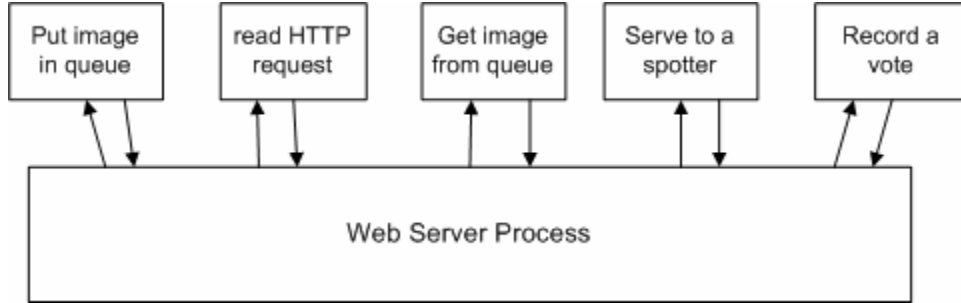 Put image
in queue
read HTTP
request
Get image
from queue
Serve to a
spotter
Record a
vote
Web Server Process